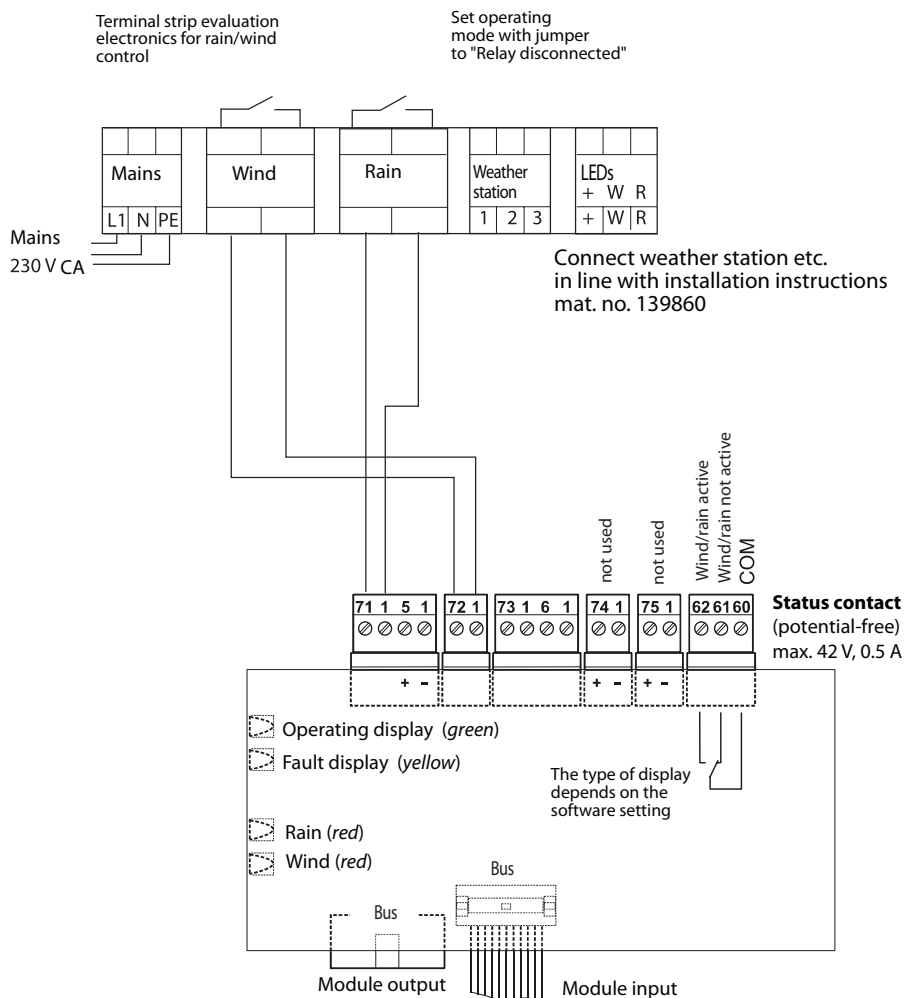 Terminal strip evaluation
electronics for rain/wind
control
Set operating
mode with jumper
to "Relay disconnected"
Mains
Wind
Rain
Weather
station
LEDs
+ W R
L1 N PE
1 2 3
+ W R
Mains
230 V CA
Connect weather station etc.
in line with installation instructions
mat. no. 139860
not used
not used
Wind/rain active
Wind/rain not active
COM
71 1 5 1
72 1
73 1 6 1
74 1
75 1
62 61 60
Status contact
(potential-free)
max. 42 V, 0.5 A
+ -
+ -
+ -
Operating display (green)
Fault display (yellow)
The type of display
depends on the
software setting
Rain (red)
Wind (red)
Bus
Bus
Module output
Module input